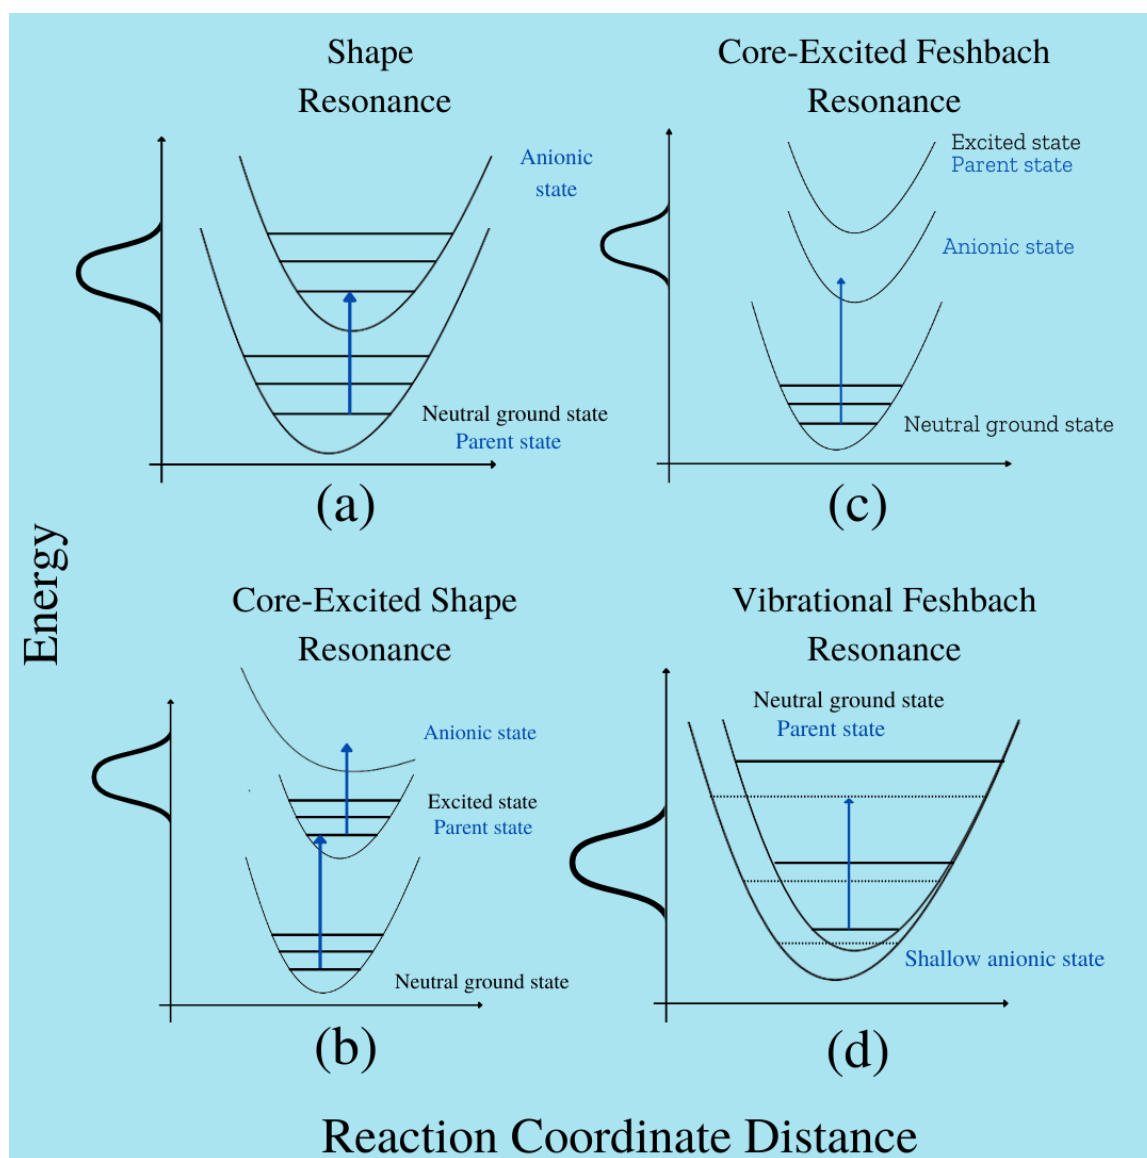 Shape
Resonance
Anionic
state
Neutral ground state
Parent state
(a)
Core-Excited Feshbach
Resonance
Excited state
Parent state
Anionic state
Neutral ground state
(c)
Energy
Core-Excited Shape
Resonance
Anionic state
Excited state
Parent state
Neutral ground state
(b)
Vibrational Feshbach
Resonance
Neutral ground state
Parent state
Shallow anionic state
(d)
Reaction Coordinate Distance